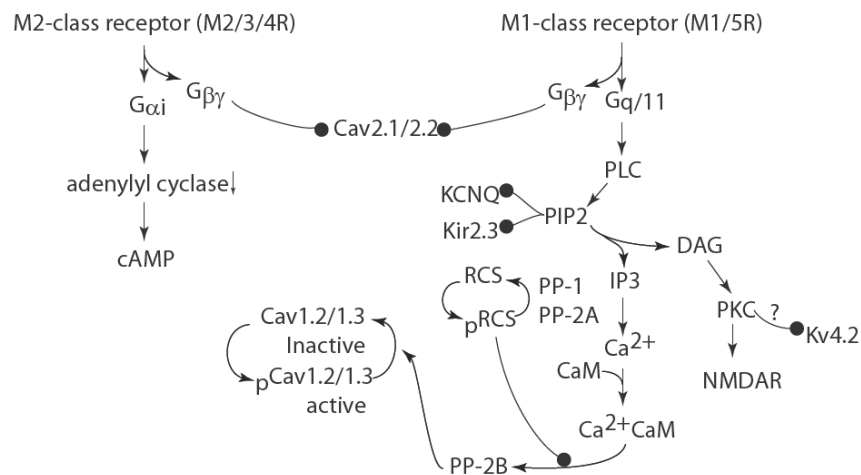 M2-class receptor (M2/3/4R)
M1-class receptor (M1/5R)
Gαi
Gβγ
Gβγ
Gq/11
Cav2.1/2.2
adenylyl cyclase↓
PLC
KCNQ
PIP2
Kir2.3
cAMP
DAG
RCS
PP-1
IP3
pRCS
PP-2A
PKC
?
Kv4.2
Cav1.2/1.3
Inactive
Ca2+
CaM
NMDAR
pCav1.2/1.3
active
Ca2+CaM
PP-2B